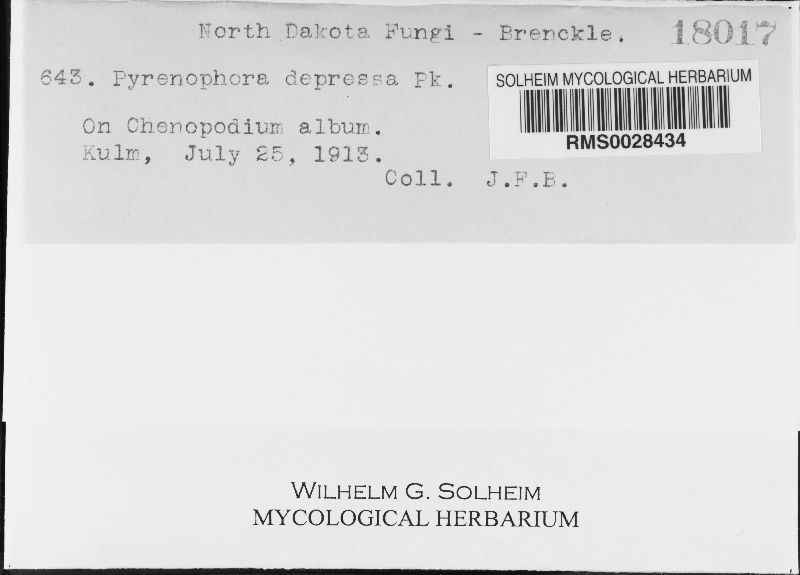 North Dakota Fungi - Brenckle. 18017
643. Pyrenophora depressa Pk.
SOLHEIM MYCOLOGICAL HERBARIUM
RMS0028434
On Chenopodium album.
Kulm, July 25, 1913.
Coll. J.F.B.
WILHELM G. SOLHEIM
MYCOLOGICAL HERBARIUM